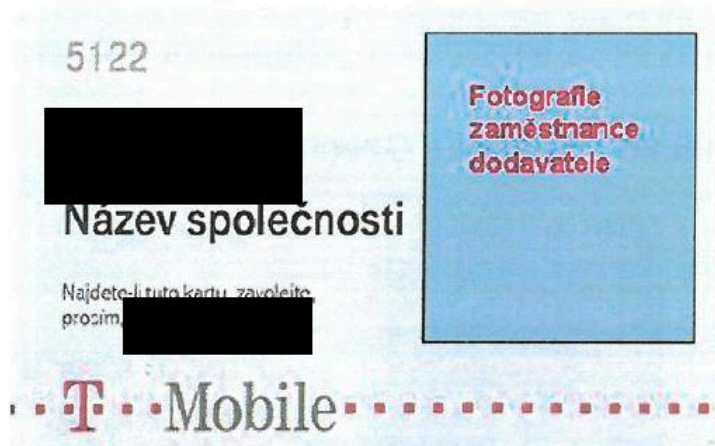 5122
Fotografie
zaměstnance
dodavatele
Název společnosti
Najdete-li tuto kartu, zavolejte,
prosím,
T··Mobile